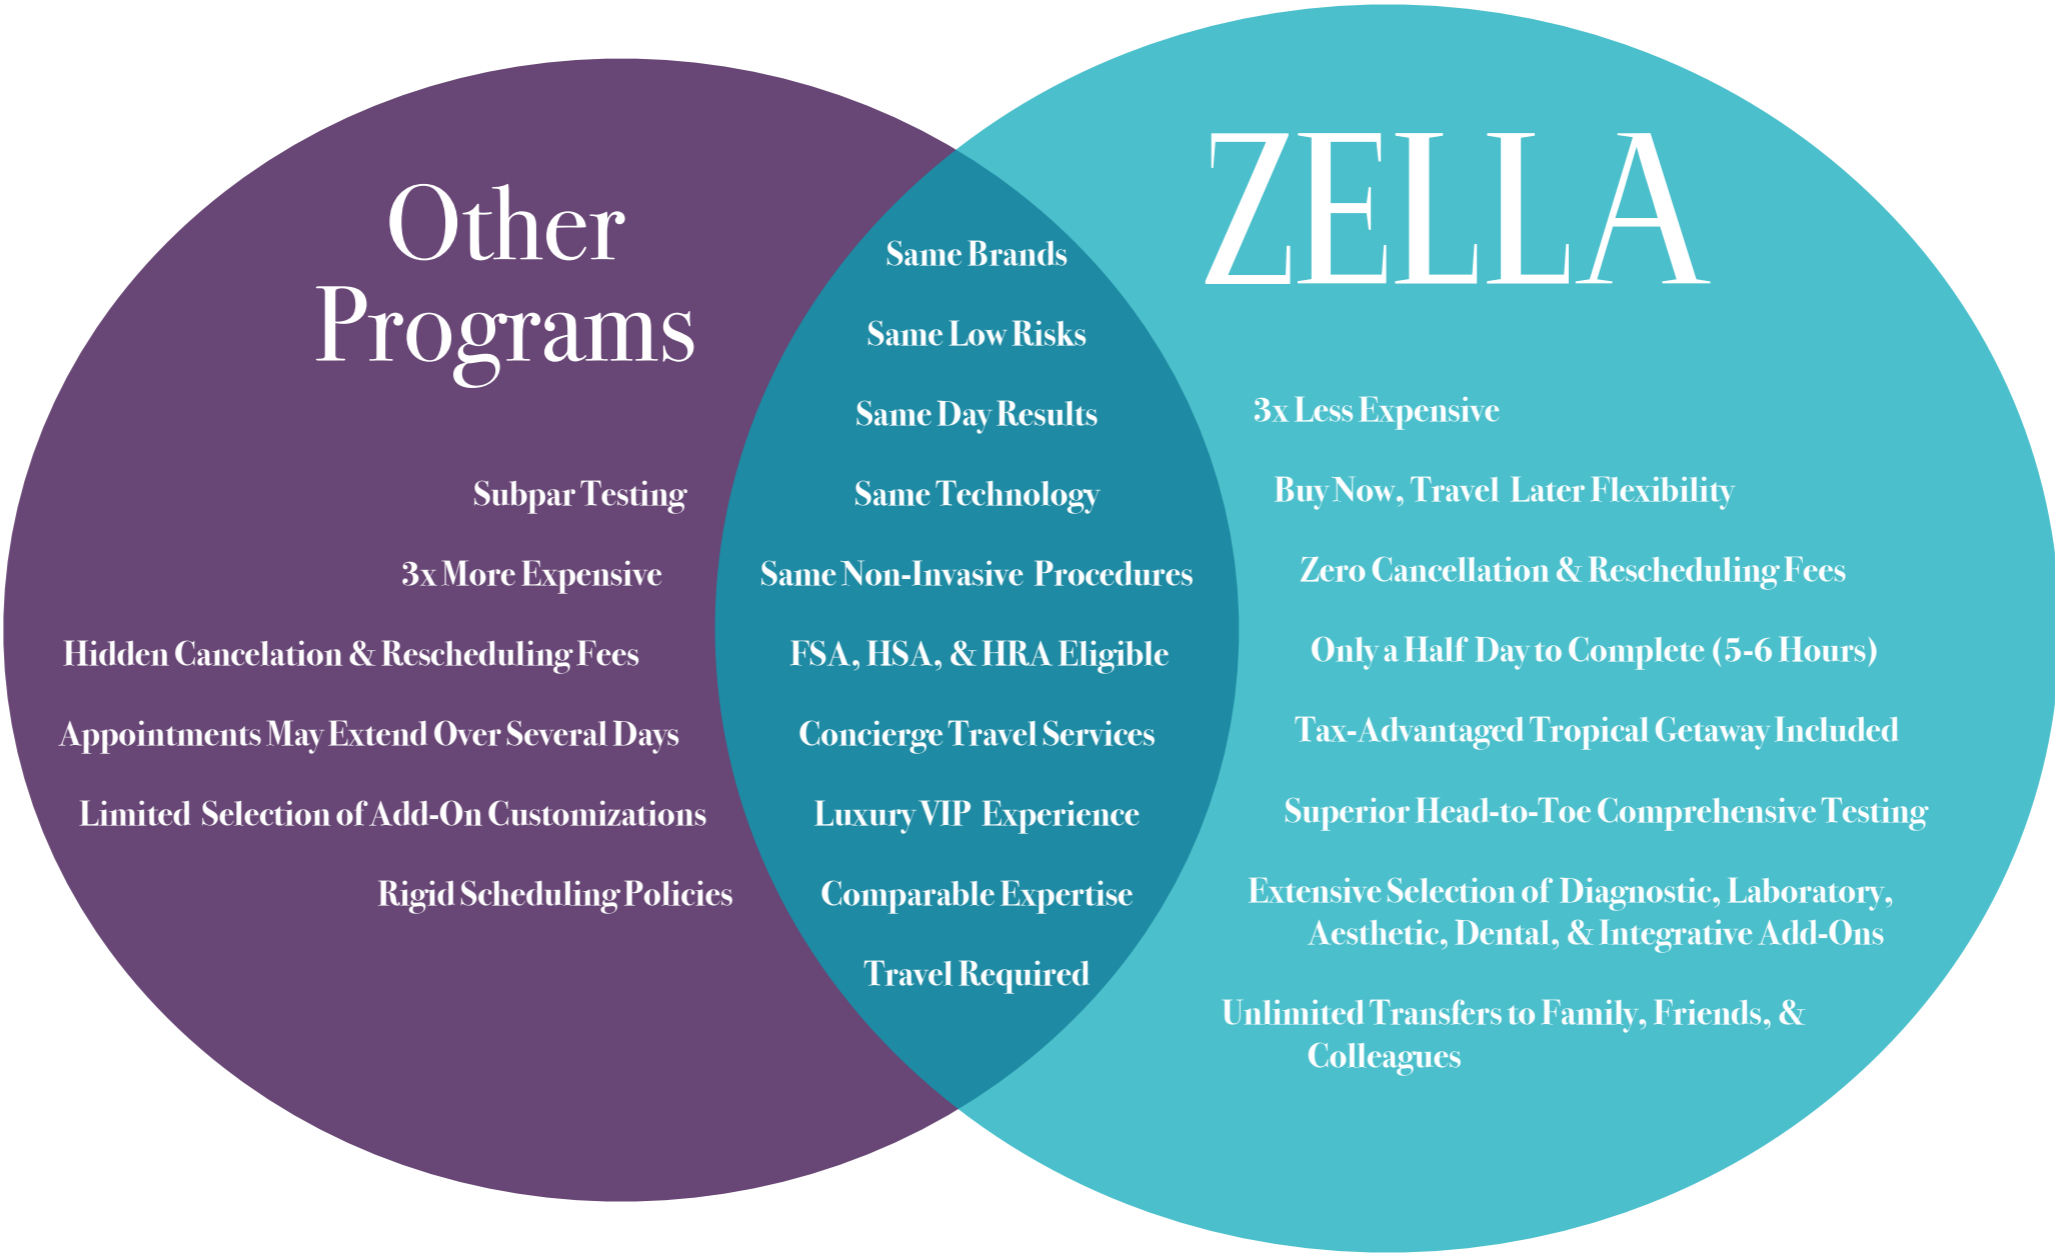 Other
Programs
Subpar Testing
3x More Expensive
Hidden Cancelation & Rescheduling Fees
Appointments May Extend Over Several Days
Limited Selection of Add-On Customizations
Rigid Scheduling Policies
Same Brands
Same Low Risks
Same Day Results
Same Technology
Same Non-Invasive Procedures
FSA, HSA, & HRA Eligible
Concierge Travel Services
Luxury VIP Experience
Comparable Expertise
Travel Required
ZELLA
3x Less Expensive
Buy Now, Travel Later Flexibility
Zero Cancellation & Rescheduling Fees
Only a Half Day to Complete (5-6 Hours)
Tax-Advantaged Tropical Getaway Included
Superior Head-to-Toe Comprehensive Testing
Extensive Selection of Diagnostic, Laboratory,
Aesthetic, Dental, & Integrative Add-Ons
Unlimited Transfers to Family, Friends, &
Colleagues